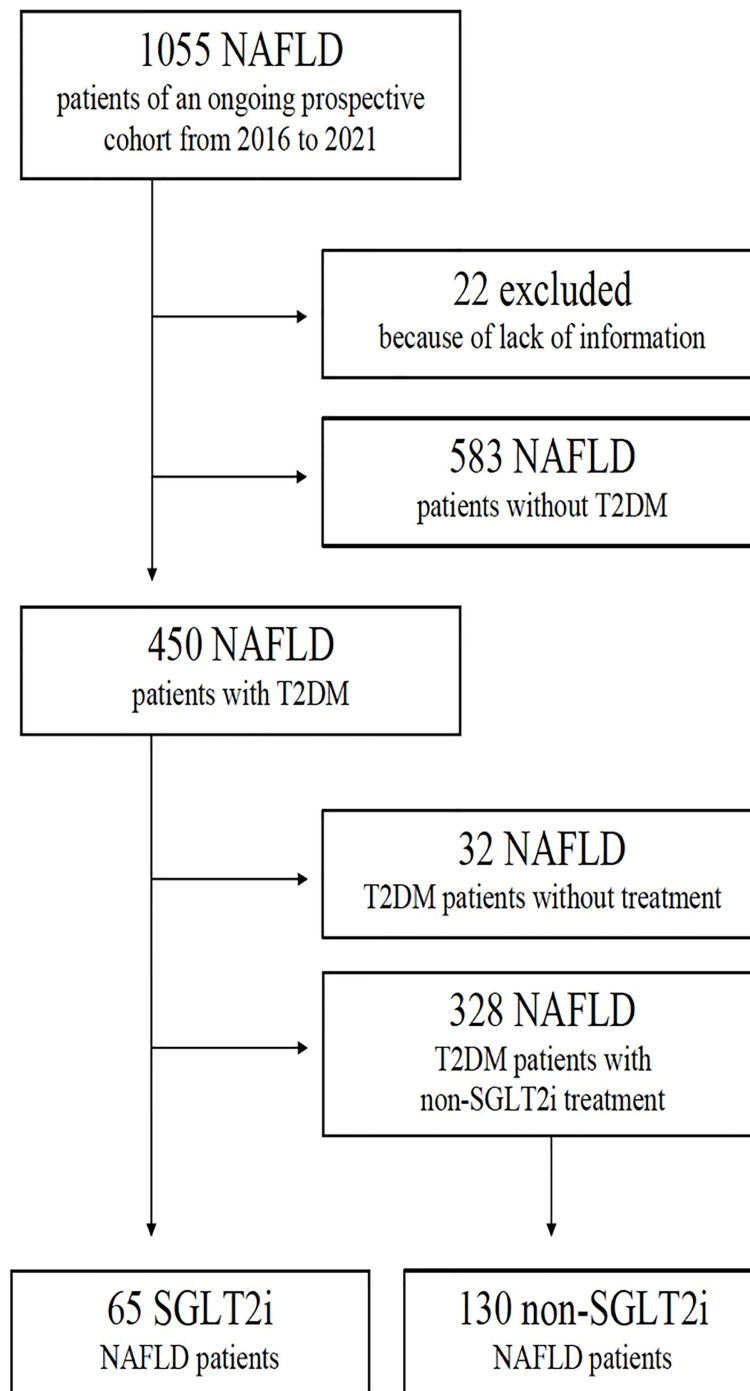 1055 NAFLD
patients of an ongoing prospective
cohort from 2016 to 2021
22 excluded
because of lack of information
583 NAFLD
patients without T2DM
450 NAFLD
patients with T2DM
32 NAFLD
T2DM patients without treatment
328 NAFLD
T2DM patients with
non-SGLT2i treatment
65 SGLT2i
NAFLD patients
130 non-SGLT2i
NAFLD patients